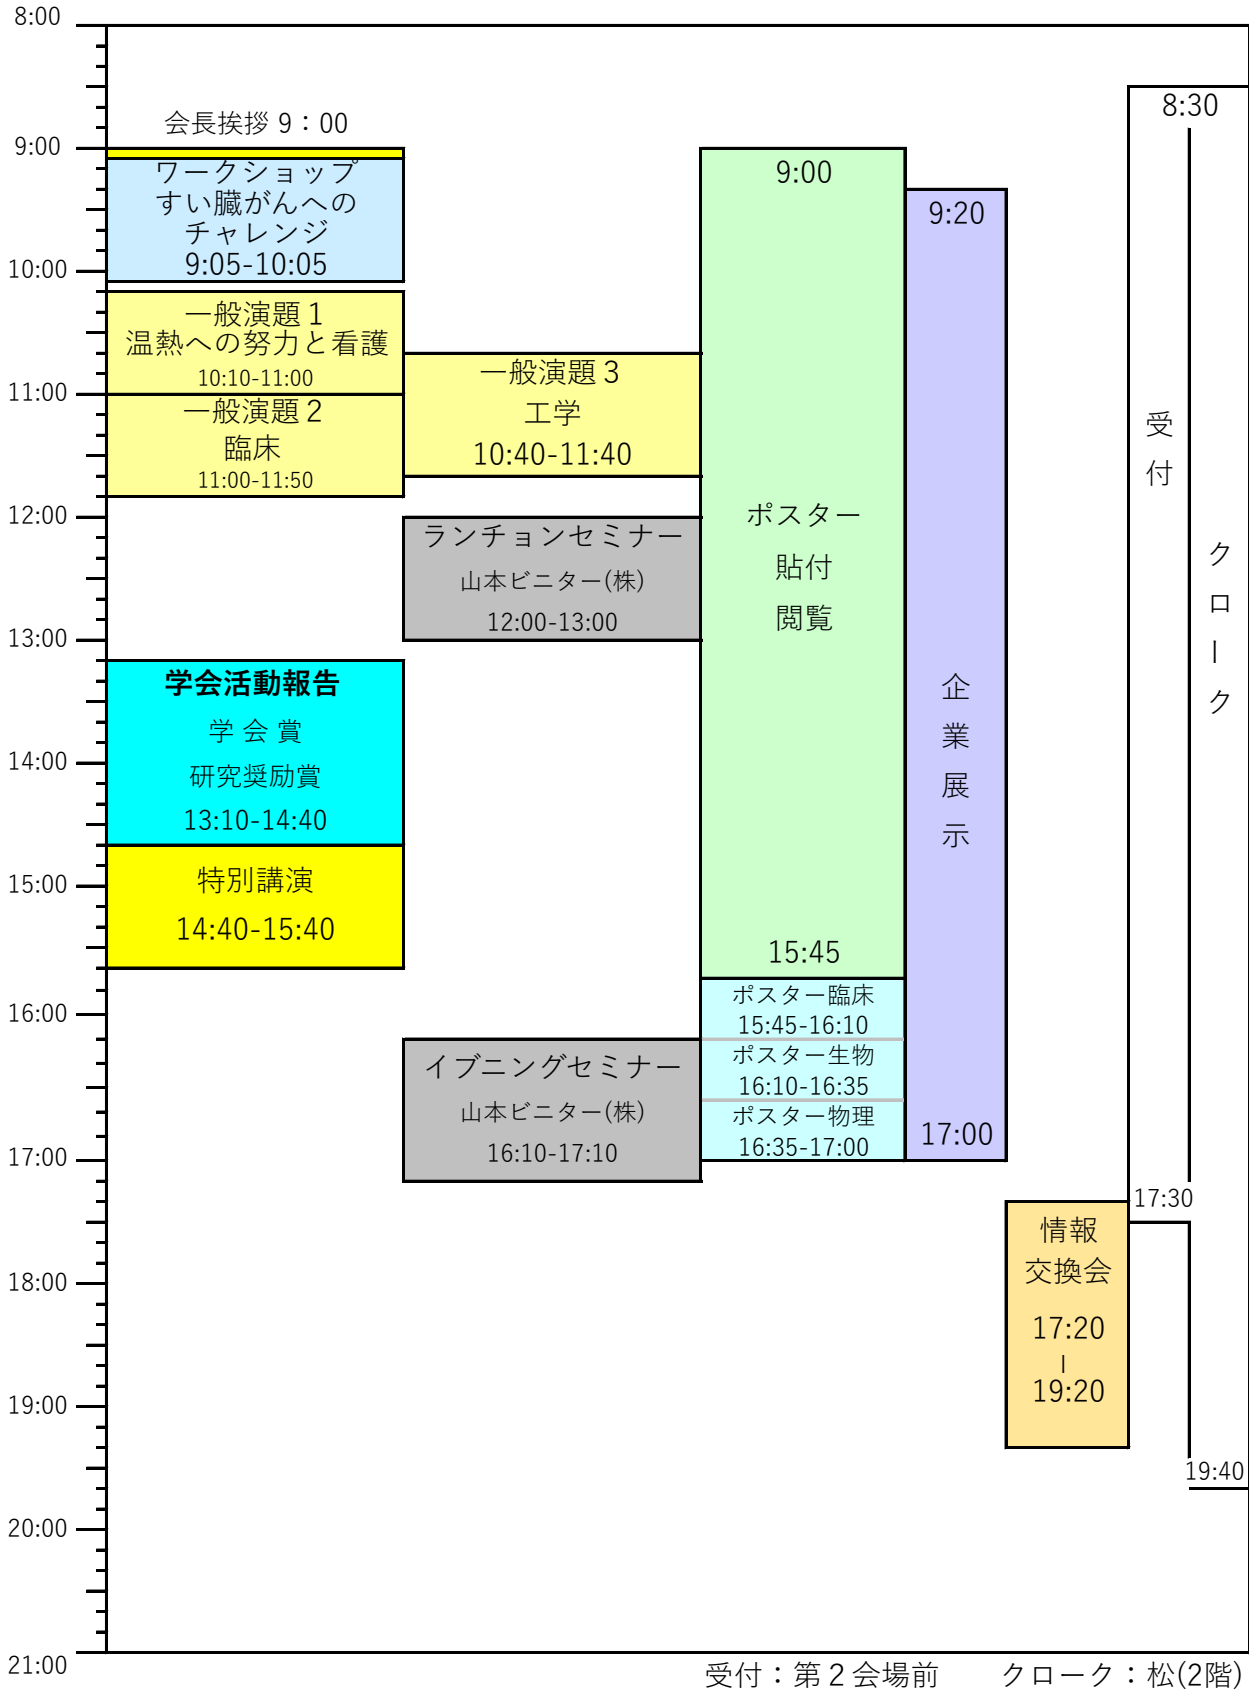 8:00
9:00
10:00
11:00
12:00
13:00
14:00
15:00
16:00
17:00
18:00
19:00
20:00
21:00
会長挨拶 9：00
ワークショップ
すい臓がんへの
チャレンジ
9:05-10:05
一般演題１
温熱への努力と看護
10:10-11:00
一般演題２
臨床
11:00-11:50
学会活動報告
学 会 賞
研究奨励賞
13:10-14:40
特別講演
14:40-15:40
一般演題３
工学
10:40-11:40
ランチョンセミナー
山本ビニター(株)
12:00-13:00
イブニングセミナー
山本ビニター(株)
16:10-17:10
9:00
ポスター
貼付
閲覧
15:45
ポスター臨床
15:45-16:10
ポスター生物
16:10-16:35
ポスター物理
16:35-17:00
9:20
企業展示
17:00
情報
交換会
17:20
ー
19:20
8:30
受付
17:30
クローク
19:40
受付：第２会場前　　クローク：松(2階)